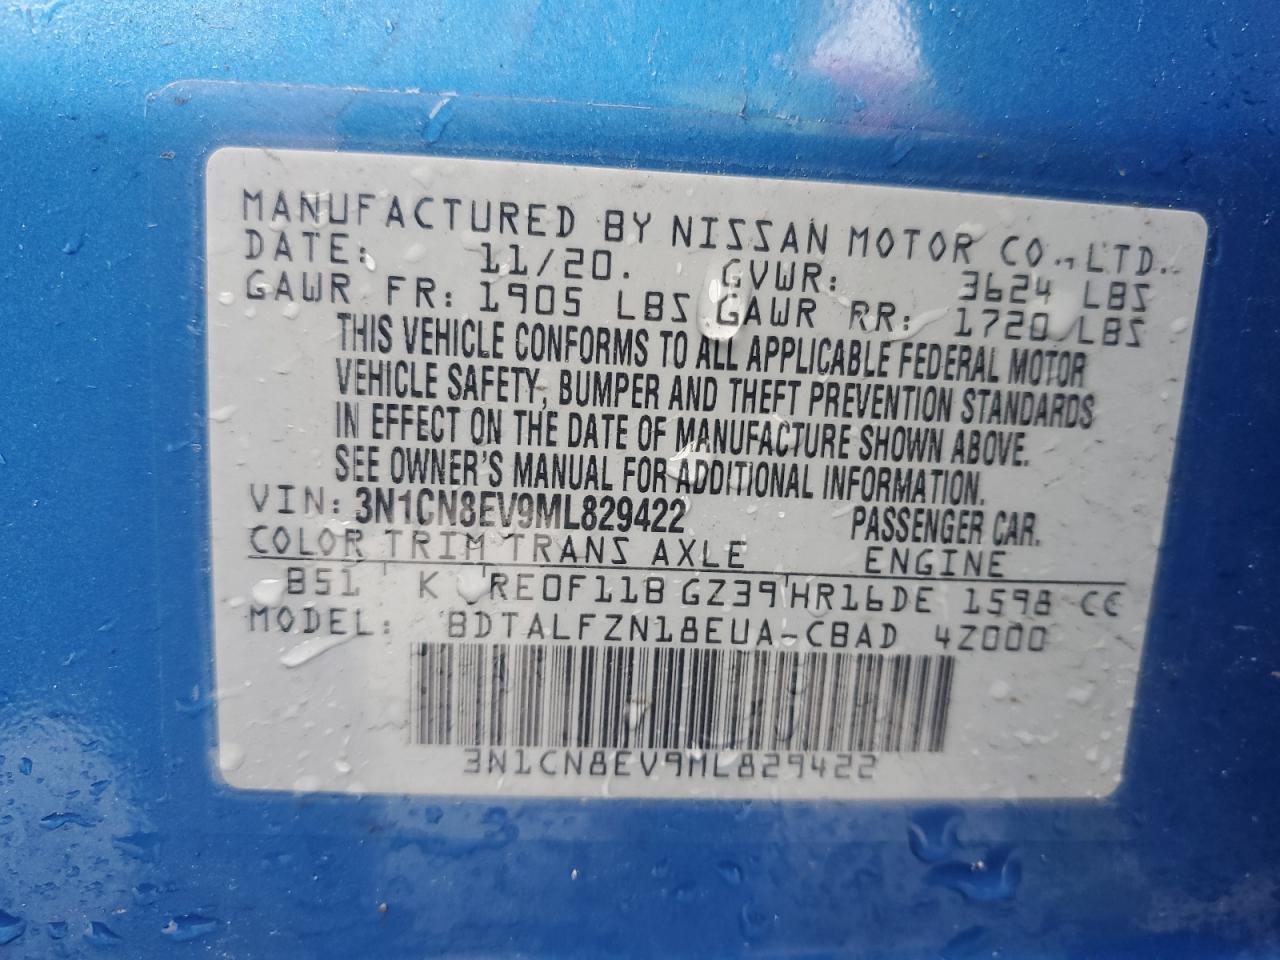 MANUFACTURED BY NISSAN MOTOR CO., LTD.
DATE: 11/20. GVWR: 3624 LBS
GAWR FR: 1905 LBS GAWR RR: 1720 LBS
THIS VEHICLE CONFORMS TO ALL APPLICABLE FEDERAL MOTOR
VEHICLE SAFETY, BUMPER AND THEFT PREVENTION STANDARDS
IN EFFECT ON THE DATE OF MANUFACTURE SHOWN ABOVE.
SEE OWNER'S MANUAL FOR ADDITIONAL INFORMATION.
VIN: 3N1CN8EV9ML829422 PASSENGER CAR.
COLOR TRIM TRANS AXLE ENGINE
B51 K RE0F11B GZ39 HR16DE 1598 CC
MODEL: BDTALFZN18EUA-CBAD 4Z000
3N1CN8EV9ML829422